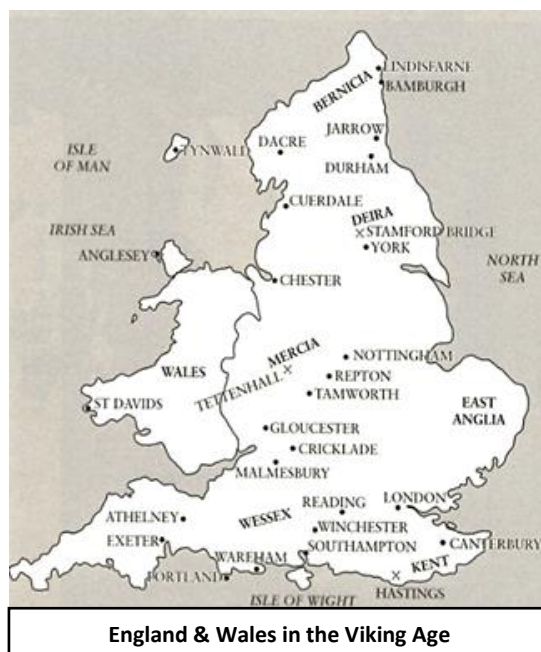 LINDISFARNE
BERNICIA
BAMBURGH
JARROW
ISLE
OF MAN
TYNWALD
DACRE
DURHAM
CUERDALE
DEIRA
IRISH SEA
STAMFORD BRIDGE
ANGLESEY
YORK
NORTH
SEA
CHESTER
MERCIA
NOTTINGHAM
WALES
TETTENHALL
REPTON
TAMWORTH
EAST
ANGLIA
ST DAVIDS
GLOUCESTER
CRICKLADE
MALMESBURY
READING
LONDON
ATHELNEY
WESSEX
WINCHESTER
EXETER
SOUTHAMPTON
CANTERBURY
WAREHAM
KENT
PORTLAND
HASTINGS
ISLE OF WIGHT
England & Wales in the Viking Age